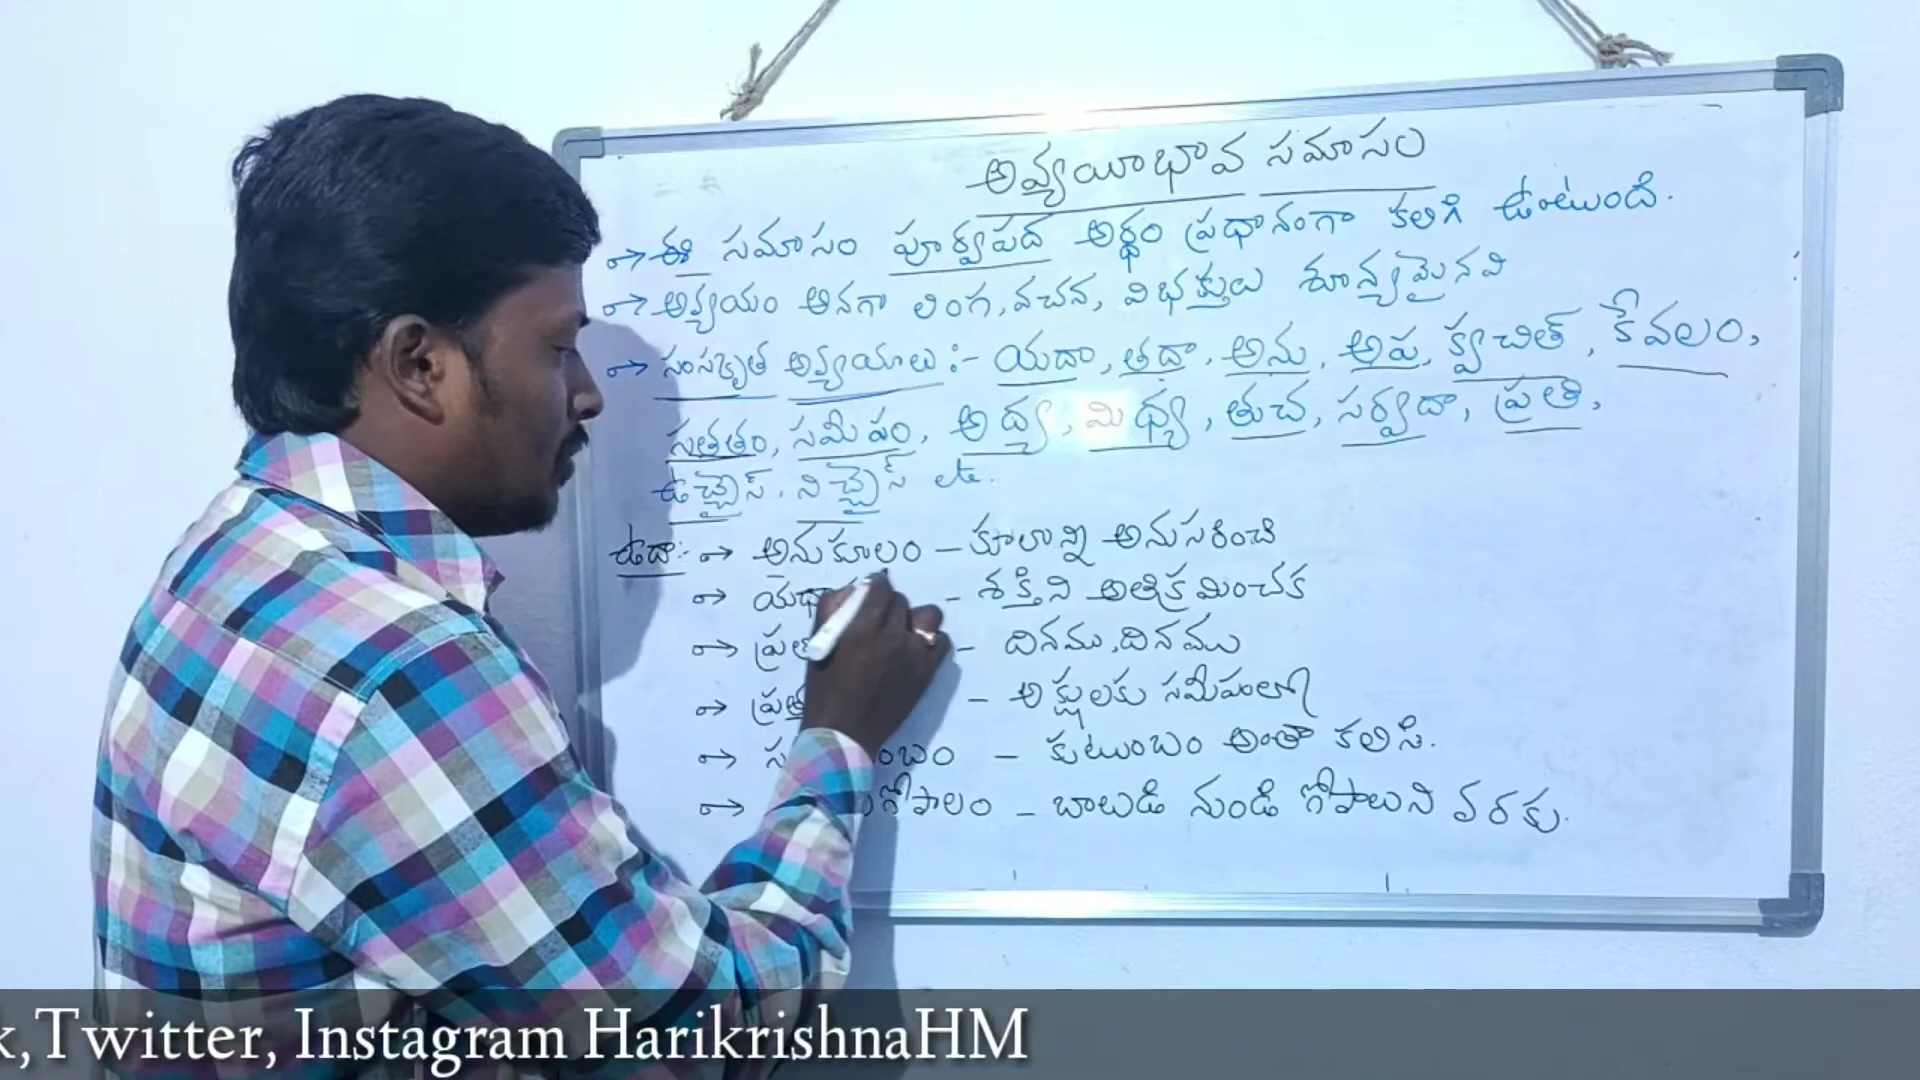 అవ్యయీభావ సమాసం
→ ఈ సమాసం పూర్వపద అర్థం ప్రధానంగా కలిగి ఉంటుంది.
→ అవ్యయం అనగా లింగ, వచన, విభక్తులు శూన్యమైనవి
→ సంస్కృత అవ్యయాలు :- యదా, తదా, అను, అప, క్వచిత్, కేవలం,
సతతం, సమీపం, అద్య, మిథ్య, తుచ, సర్వదా, ప్రతి,
ఉచ్చైస్, నిచ్చైస్ etc.
ఉదా:- → అనుకూలం - కూలాన్ని అనుసరించి
→ - శక్తిని అతిక్రమించక
→ - దినము, దినము
→ - అక్షులకు సమీపంలో
→ - కుటుంబం అంతా కలిసి.
→ - బాలుడి నుండి గోపాలుని వరకు.
,Twitter, Instagram HarikrishnaHM